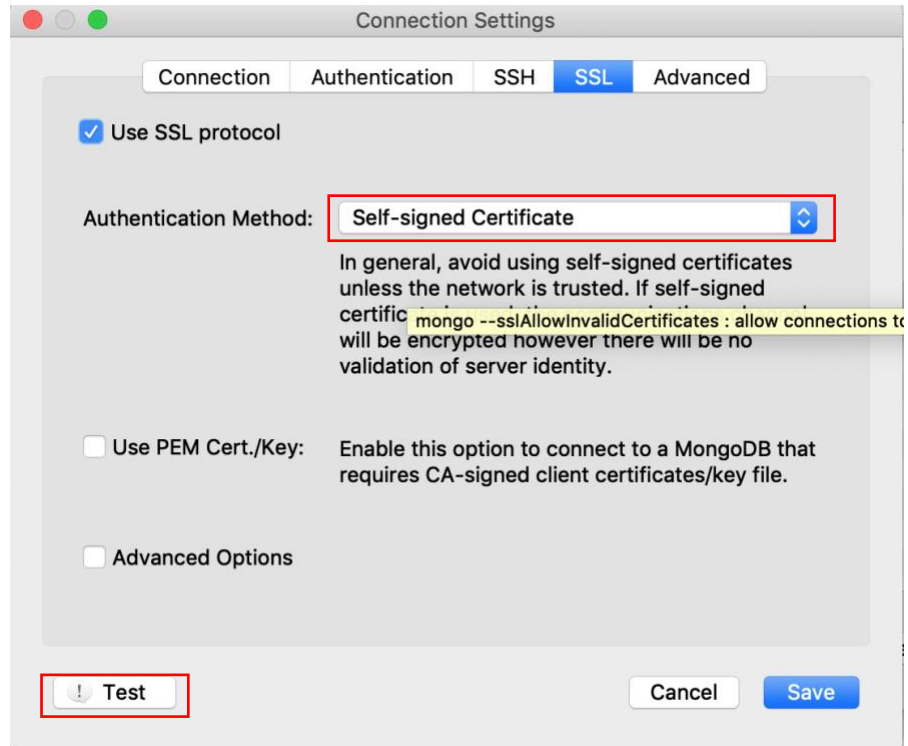 Connection Settings
Connection Authentication SSH SSL Advanced
Use SSL protocol
Authentication Method: Self-signed Certificate
In general, avoid using self-signed certificates
unless the network is trusted. If self-signed
certific
mongo --sslAllowInvalidCertificates : allow connections to
will be encrypted however there will be no
validation of server identity.
Use PEM Cert./Key: Enable this option to connect to a MongoDB that
requires CA-signed client certificates/key file.
Advanced Options
! Test Cancel Save